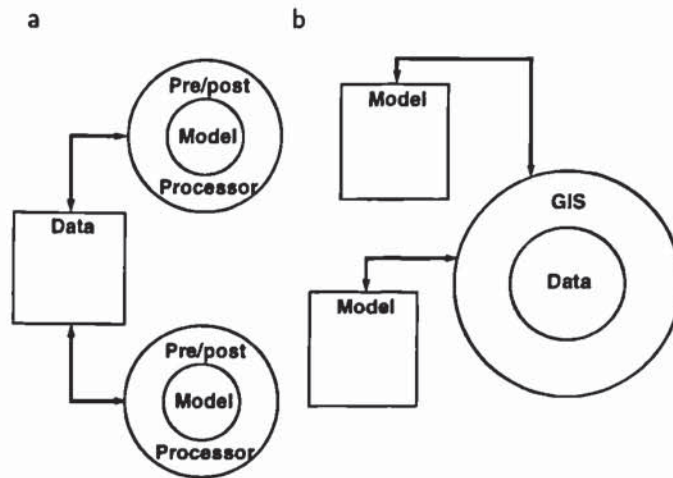 a
Pre/post
Model
Processor
Data
Pre/post
Model
Processor
b
Model
GIS
Data
Model